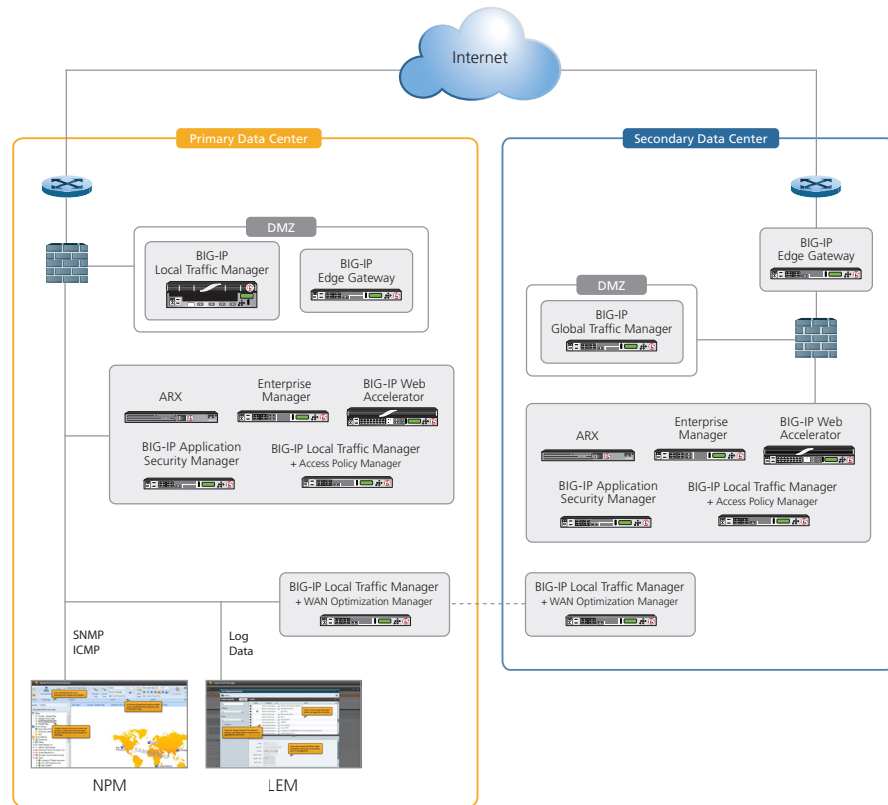 Internet
Primary Data Center
Secondary Data Center
DMZ
BIG-IP
Local Traffic Manager
BIG-IP
Edge Gateway
BIG-IP
Edge Gateway
DMZ
BIG-IP
Global Traffic Manager
ARX
Enterprise
Manager
BIG-IP Web
Accelerator
BIG-IP Application
Security Manager
BIG-IP Local Traffic Manager
+ Access Policy Manager
ARX
Enterprise
Manager
BIG-IP Web
Accelerator
BIG-IP Application
Security Manager
BIG-IP Local Traffic Manager
+ Access Policy Manager
BIG-IP Local Traffic Manager
+ WAN Optimization Manager
BIG-IP Local Traffic Manager
+ WAN Optimization Manager
SNMP
ICMP
Log
Data
NPM
LEM